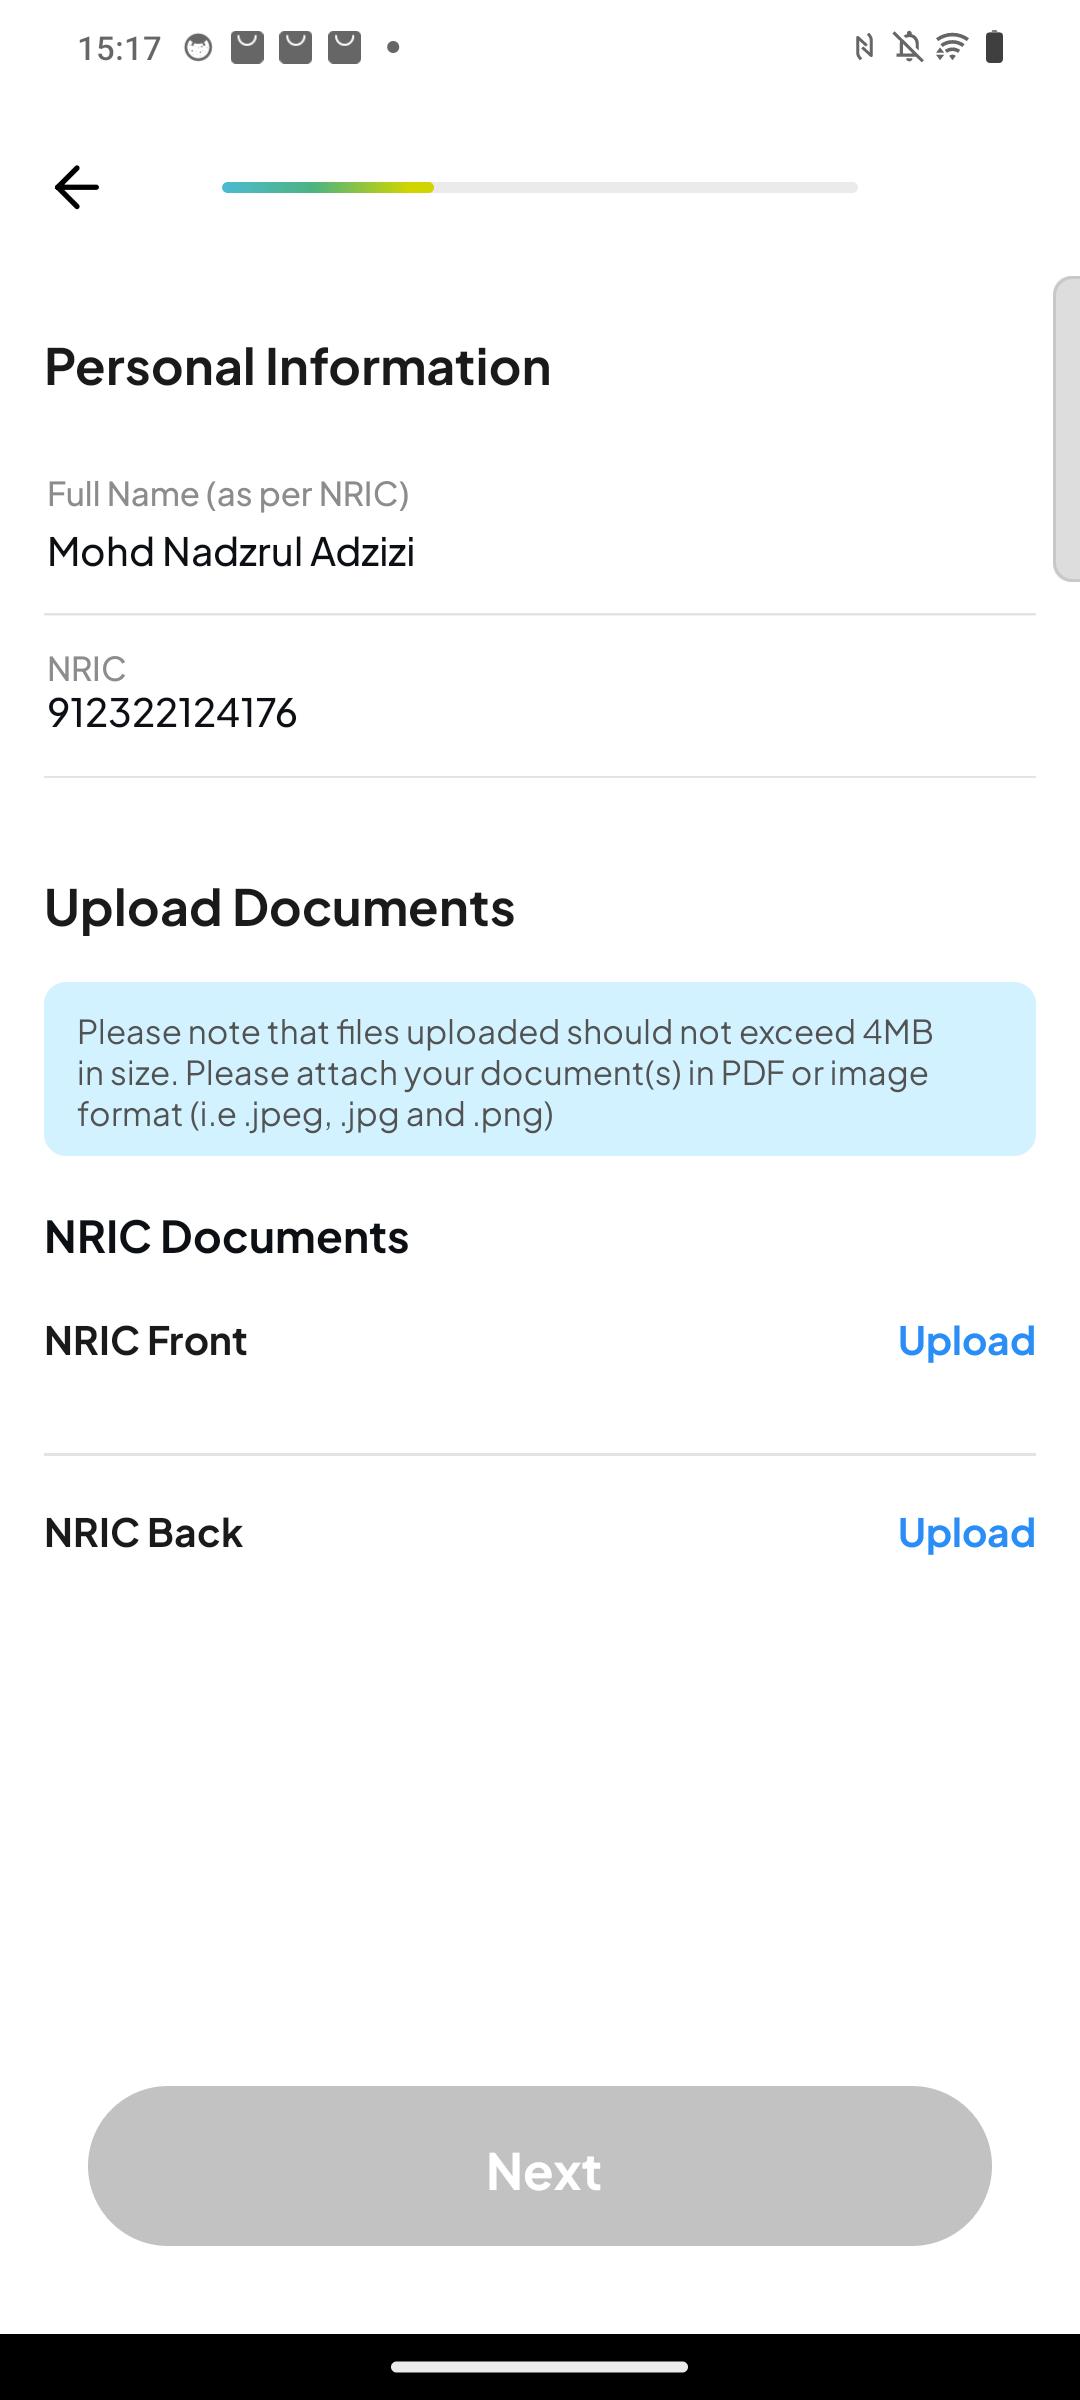 15:17
Personal Information
Full Name (as per NRIC)
Mohd Nadzrul Adzizi
NRIC
912322124176
Upload Documents
Please note that files uploaded should not exceed 4MB
in size. Please attach your document(s) in PDF or image
format (i.e .jpeg, .jpg and .png)
NRIC Documents
NRIC Front
Upload
NRIC Back
Upload
Next